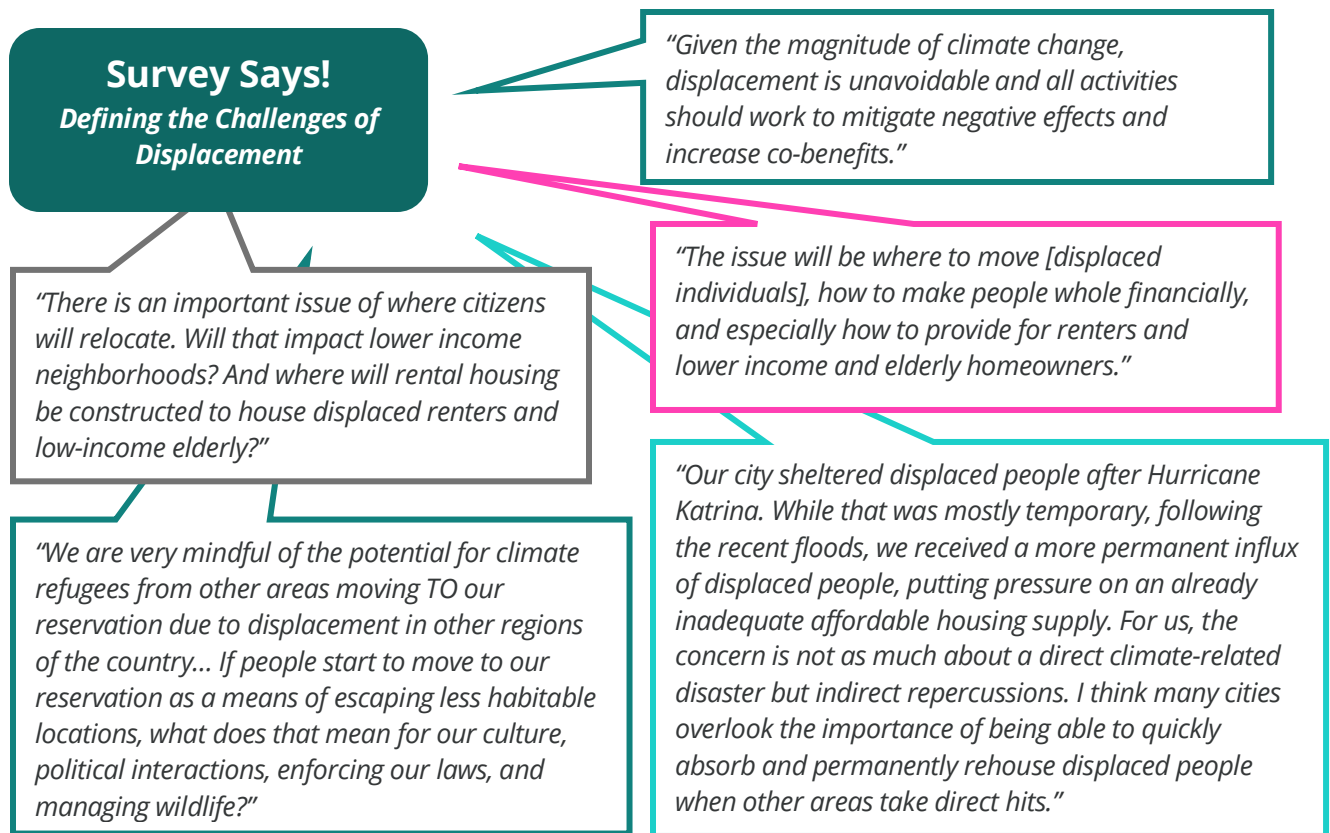 Survey Says!
Defining the Challenges of
Displacement
“Given the magnitude of climate change,
displacement is unavoidable and all activities
should work to mitigate negative effects and
increase co-benefits.”
“The issue will be where to move [displaced
individuals], how to make people whole financially,
and especially how to provide for renters and
lower income and elderly homeowners.”
“There is an important issue of where citizens
will relocate. Will that impact lower income
neighborhoods? And where will rental housing
be constructed to house displaced renters and
low-income elderly?”
“Our city sheltered displaced people after Hurricane
Katrina. While that was mostly temporary, following
the recent floods, we received a more permanent influx
of displaced people, putting pressure on an already
inadequate affordable housing supply. For us, the
concern is not as much about a direct climate-related
disaster but indirect repercussions. I think many cities
overlook the importance of being able to quickly
absorb and permanently rehouse displaced people
when other areas take direct hits.”
“We are very mindful of the potential for climate
refugees from other areas moving TO our
reservation due to displacement in other regions
of the country... If people start to move to our
reservation as a means of escaping less habitable
locations, what does that mean for our culture,
political interactions, enforcing our laws, and
managing wildlife?”